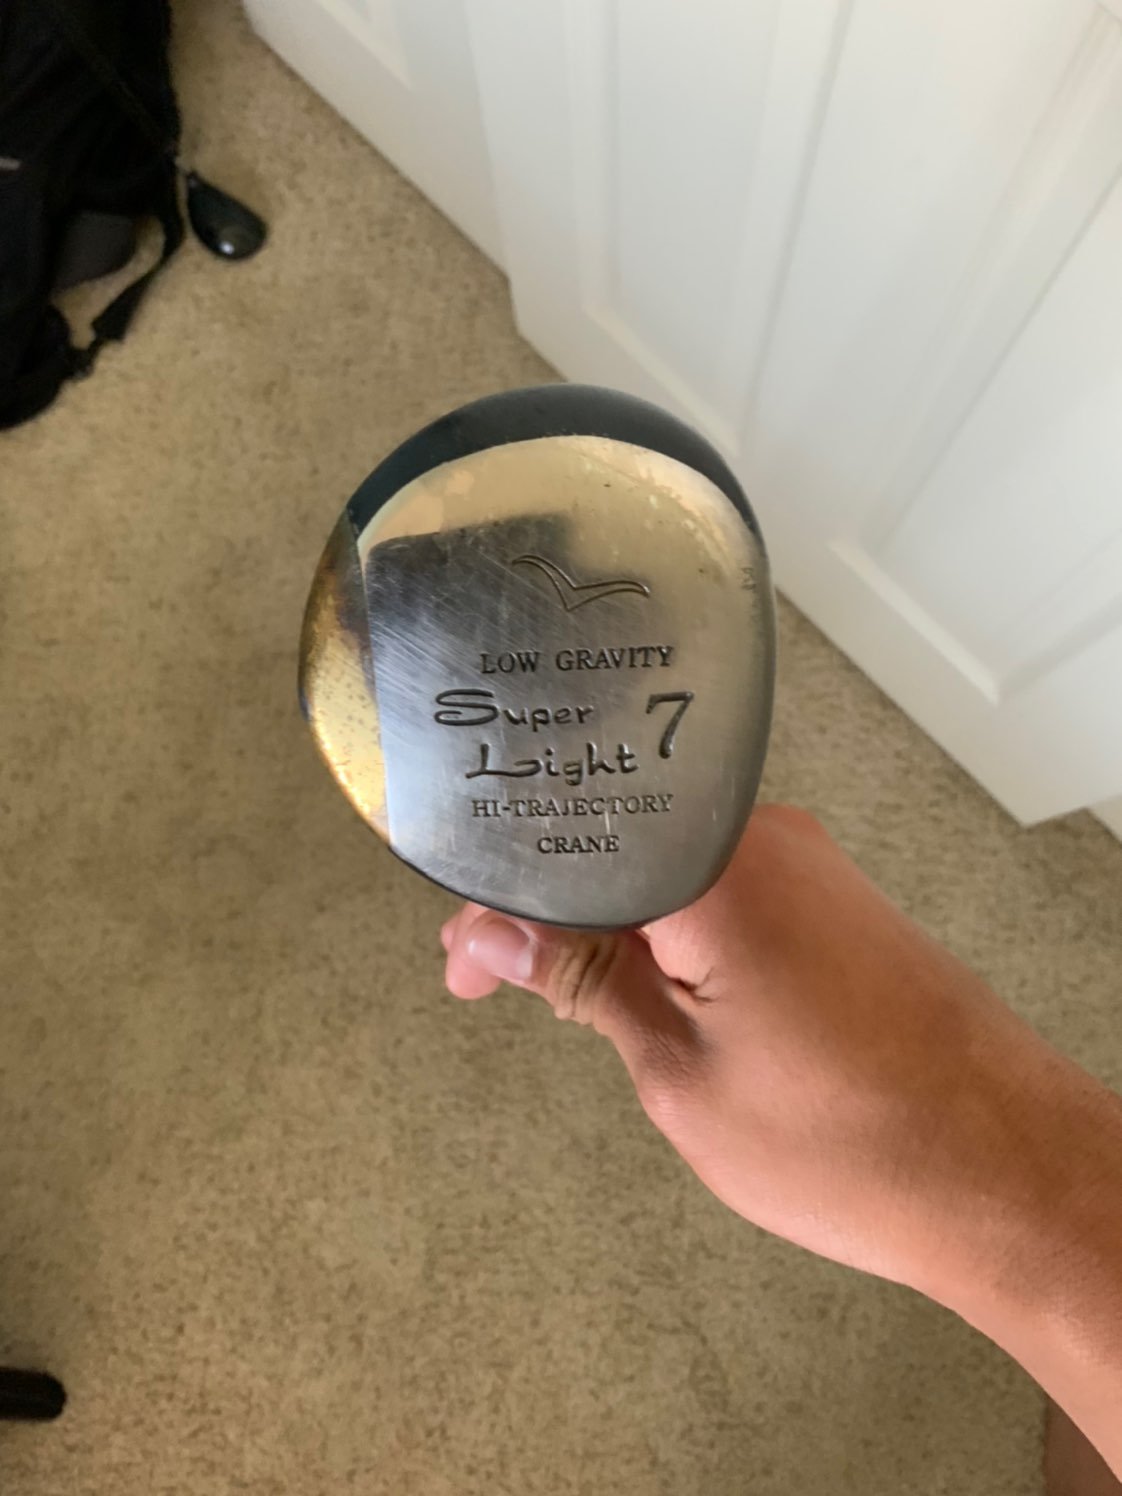 LOW GRAVITY
Super 7
Light
HI-TRAJECTORY
CRANE